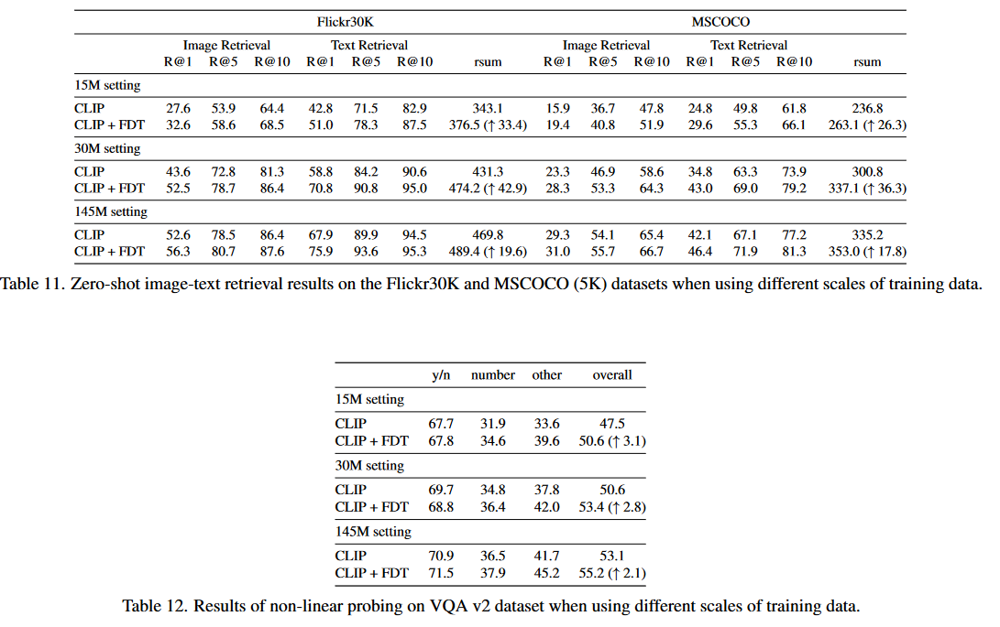 Flickr30K MSCOCO
Image Retrieval Text Retrieval Image Retrieval Text Retrieval
R@1 R@5 R@10 R@1 R@5 R@10 rsum R@1 R@5 R@10 R@1 R@5 R@10 rsum
15M setting
CLIP 27.6 53.9 64.4 42.8 71.5 82.9 343.1 15.9 36.7 47.8 24.8 49.8 61.8 236.8
CLIP + FDT 32.6 58.6 68.5 51.0 78.3 87.5 376.5 (↑ 33.4) 19.4 40.8 51.9 29.6 55.3 66.1 263.1 (↑ 26.3)
30M setting
CLIP 43.6 72.8 81.3 58.8 84.2 90.6 431.3 23.3 46.9 58.6 34.8 63.3 73.9 300.8
CLIP + FDT 52.5 78.7 86.4 70.8 90.8 95.0 474.2 (↑ 42.9) 28.3 53.3 64.3 43.0 69.0 79.2 337.1 (↑ 36.3)
145M setting
CLIP 52.6 78.5 86.4 67.9 89.9 94.5 469.8 29.3 54.1 65.4 42.1 67.1 77.2 335.2
CLIP + FDT 56.3 80.7 87.6 75.9 93.6 95.3 489.4 (↑ 19.6) 31.0 55.7 66.7 46.4 71.9 81.3 353.0 (↑ 17.8)
Table 11. Zero-shot image-text retrieval results on the Flickr30K and MSCOCO (5K) datasets when using different scales of training data.
y/n number other overall
15M setting
CLIP 67.7 31.9 33.6 47.5
CLIP + FDT 67.8 34.6 39.6 50.6 (↑ 3.1)
30M setting
CLIP 69.7 34.8 37.8 50.6
CLIP + FDT 68.8 36.4 42.0 53.4 (↑ 2.8)
145M setting
CLIP 70.9 36.5 41.7 53.1
CLIP + FDT 71.5 37.9 45.2 55.2 (↑ 2.1)
Table 12. Results of non-linear probing on VQA v2 dataset when using different scales of training data.